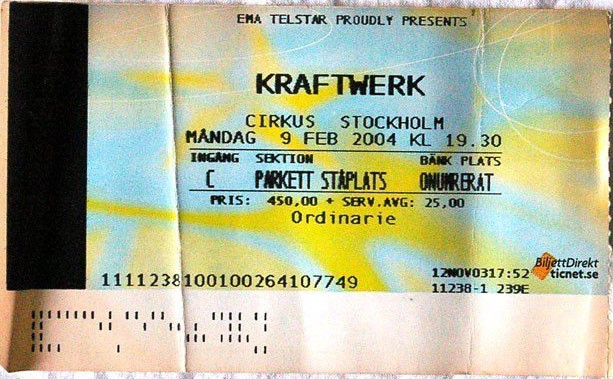 EMA TELSTAR PROUDLY PRESENTS
KRAFTWERK
CIRKUS STOCKHOLM
MÅNDAG 9 FEB 2004 KL 19.30
INGÅNG SEKTION BÄNK PLATS
C PARKETT STÅPLATS ONUMRERAT
PRIS: 450,00 + SERV.AVG: 25,00
Ordinarie
BiljettDirekt
ticnet.se
1111238100100264107749
12NOV0317:52
11238-1 239E